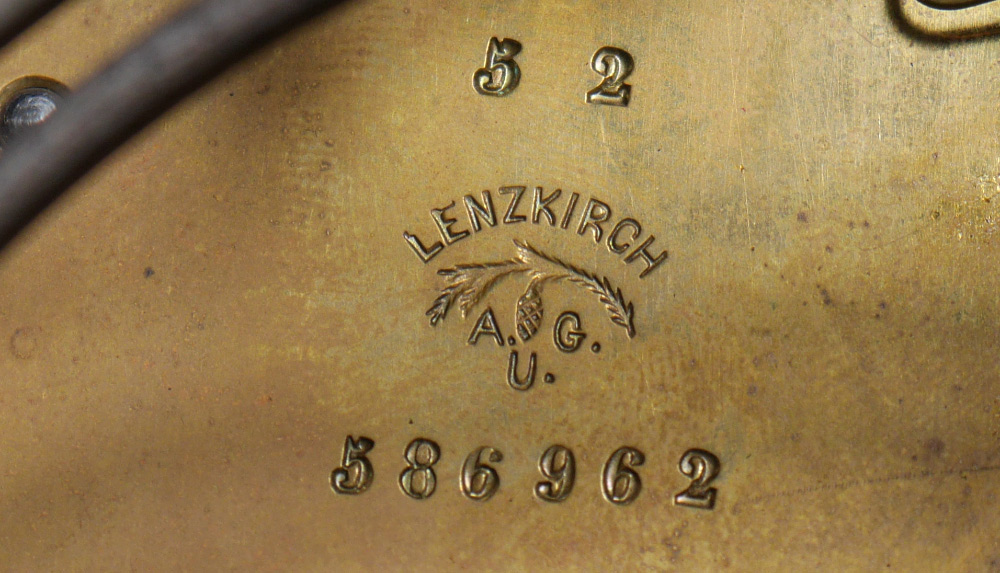 5 2
LENZKIRCH
A. G.
U.
586962